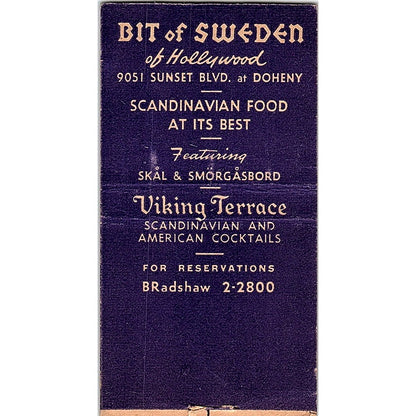 BIT of SWEDEN
of Hollywood
9051 SUNSET BLVD. at DOHENY
SCANDINAVIAN FOOD
AT ITS BEST
Featuring
SKÅL & SMÖRGÅSBORD
Viking Terrace
SCANDINAVIAN AND
AMERICAN COCKTAILS
FOR RESERVATIONS
BRadshaw 2-2800